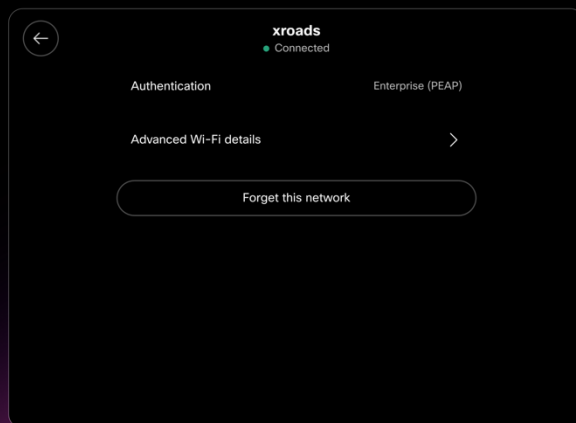 xroads
Connected
Authentication Enterprise (PEAP)
Advanced Wi-Fi details
Forget this network